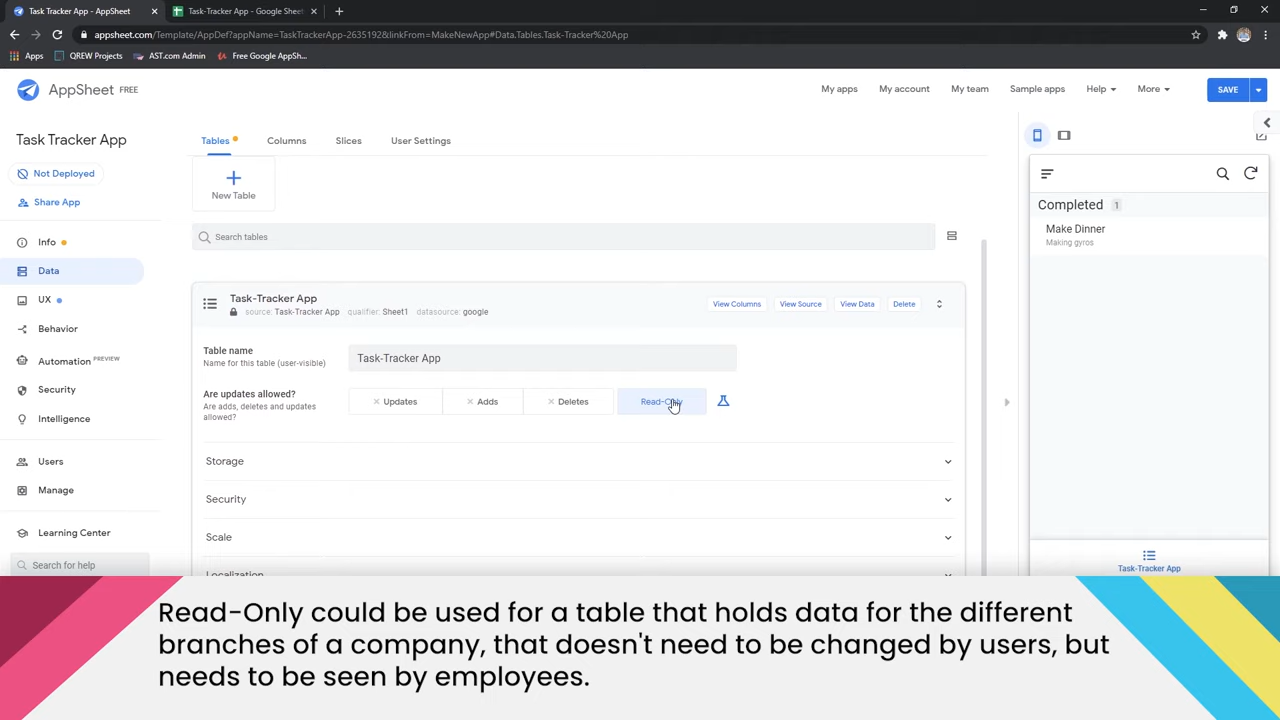 Task Tracker App - AppSheet
Task-Tracker App - Google Sheet
appsheet.com/Template/AppDef?appName=TaskTrackerApp-2635192&linkFrom=MakeNewApp#Data.Tables.Task-Tracker%20App
Apps
QREW Projects
AST.com Admin
Free Google AppSh...
AppSheet FREE
My apps
My account
My team
Sample apps
Help
More
SAVE
Task Tracker App
Not Deployed
Share App
Info
Data
UX
Behavior
Automation PREVIEW
Security
Intelligence
Users
Manage
Learning Center
Search for help
Tables
Columns
Slices
User Settings
New Table
Search tables
Task-Tracker App
source: Task-Tracker App qualifier: Sheet1 datasource: google
View Columns
View Source
View Data
Delete
Table name
Name for this table (user-visible)
Task-Tracker App
Are updates allowed?
Are adds, deletes and updates
allowed?
Updates
Adds
Deletes
Read-Only
Storage
Security
Scale
Localization
Completed 1
Make Dinner
Making gyros
Task-Tracker App
Read-Only could be used for a table that holds data for the different
branches of a company, that doesn't need to be changed by users, but
needs to be seen by employees.